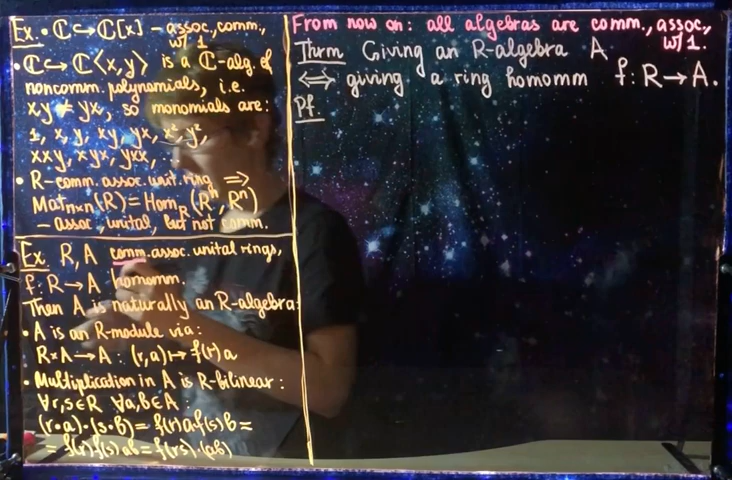 Ex. • ℂ ↪ ℂ[x] – assoc., comm.,
w/ 1
• ℂ ↪ ℂ⟨x,y⟩ is a ℂ-alg. of
noncomm. polynomials, i.e.
xy ≠ yx, so monomials are:
1, x, y, xy, yx, x², y²,
xxy, xyx, yxx,
• R-comm. assoc. unit. ring ⟹
Mat_{n×n}(R) = Hom_R(Rⁿ, Rⁿ)
– assoc., unital, but not comm.
Ex. R, A comm. assoc. unital rings,
f: R → A homomm.
Then A is naturally an R-algebra:
• A is an R-module via:
R×A → A : (r,a) ↦ f(r)a
• Multiplication in A is R-bilinear:
∀r,s∈R ∀a,b∈A :
(r•a)·(s•b) = f(r)a·f(s)b =
= f(r)f(s)ab = f(rs)·(ab)
From now on: all algebras are comm., assoc.,
w/ 1.
Thrm Giving an R-algebra A
⟺ giving a ring homomm f: R → A.
Pf.